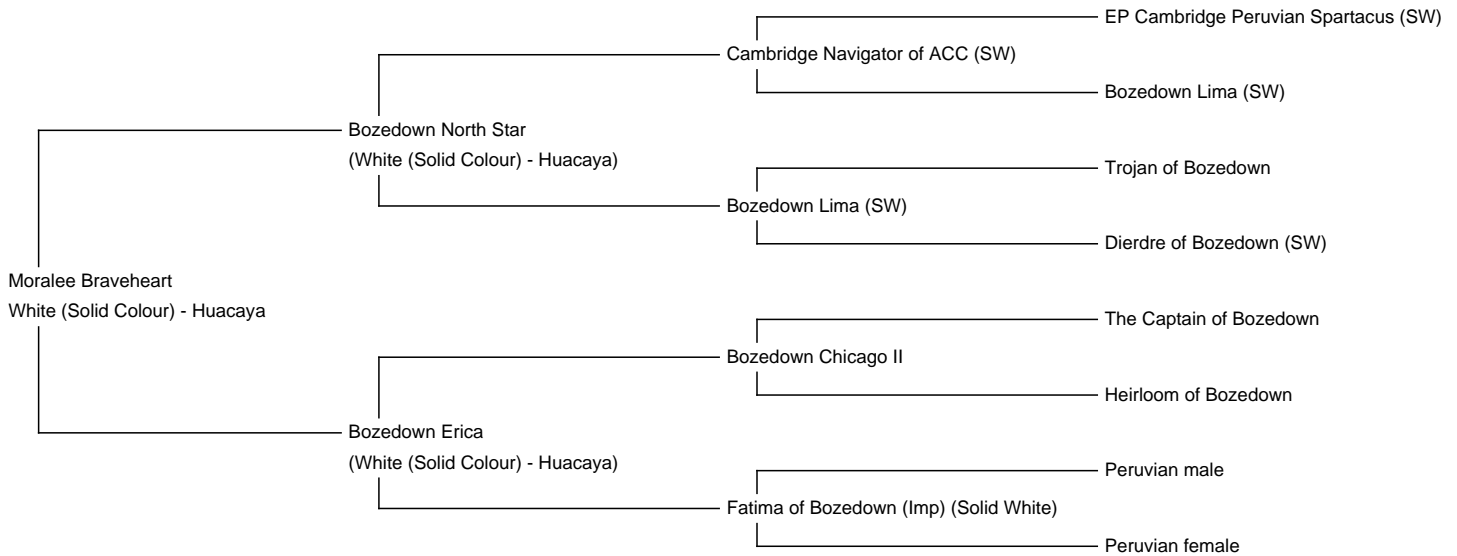 EP Cambridge Peruvian Spartacus (SW)
Cambridge Navigator of ACC (SW)
Bozedown Lima (SW)
Bozedown North Star
(White (Solid Colour) - Huacaya)
Trojan of Bozedown
Bozedown Lima (SW)
Dierdre of Bozedown (SW)
Moralee Braveheart
White (Solid Colour) - Huacaya
The Captain of Bozedown
Bozedown Chicago II
Heirloom of Bozedown
Bozedown Erica
(White (Solid Colour) - Huacaya)
Peruvian male
Fatima of Bozedown (Imp) (Solid White)
Peruvian female